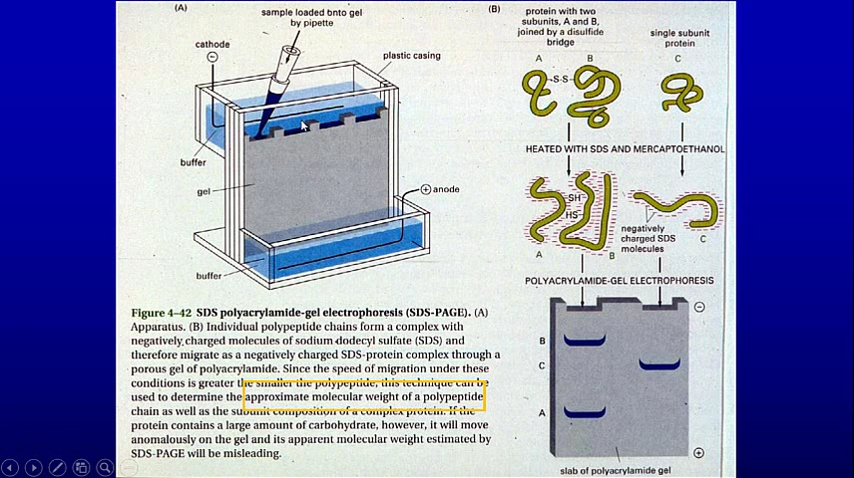 (A)
sample loaded bnto gel
by pipette
cathode
plastic casing
buffer
gel
anode
buffer
(B)
protein with two
subunits, A and B,
joined by a disulfide
bridge
single subunit
protein
A
B
C
S-S
HEATED WITH SDS AND MERCAPTOETHANOL
SH
HS
negatively
charged SDS
molecules
A
B
C
POLYACRYLAMIDE-GEL ELECTROPHORESIS
B
C
A
slab of polyacrylamide gel
Figure 4–42 SDS polyacrylamide-gel electrophoresis (SDS-PAGE). (A)
Apparatus. (B) Individual polypeptide chains form a complex with
negatively charged molecules of sodium dodecyl sulfate (SDS) and
therefore migrate as a negatively charged SDS-protein complex through a
porous gel of polyacrylamide. Since the speed of migration under these
conditions is greater the smaller the polypeptide, this technique can be
used to determine the approximate molecular weight of a polypeptide
chain as well as the subunit composition of a complex protein. If the
protein contains a large amount of carbohydrate, however, it will move
anomalously on the gel and its apparent molecular weight estimated by
SDS-PAGE will be misleading.